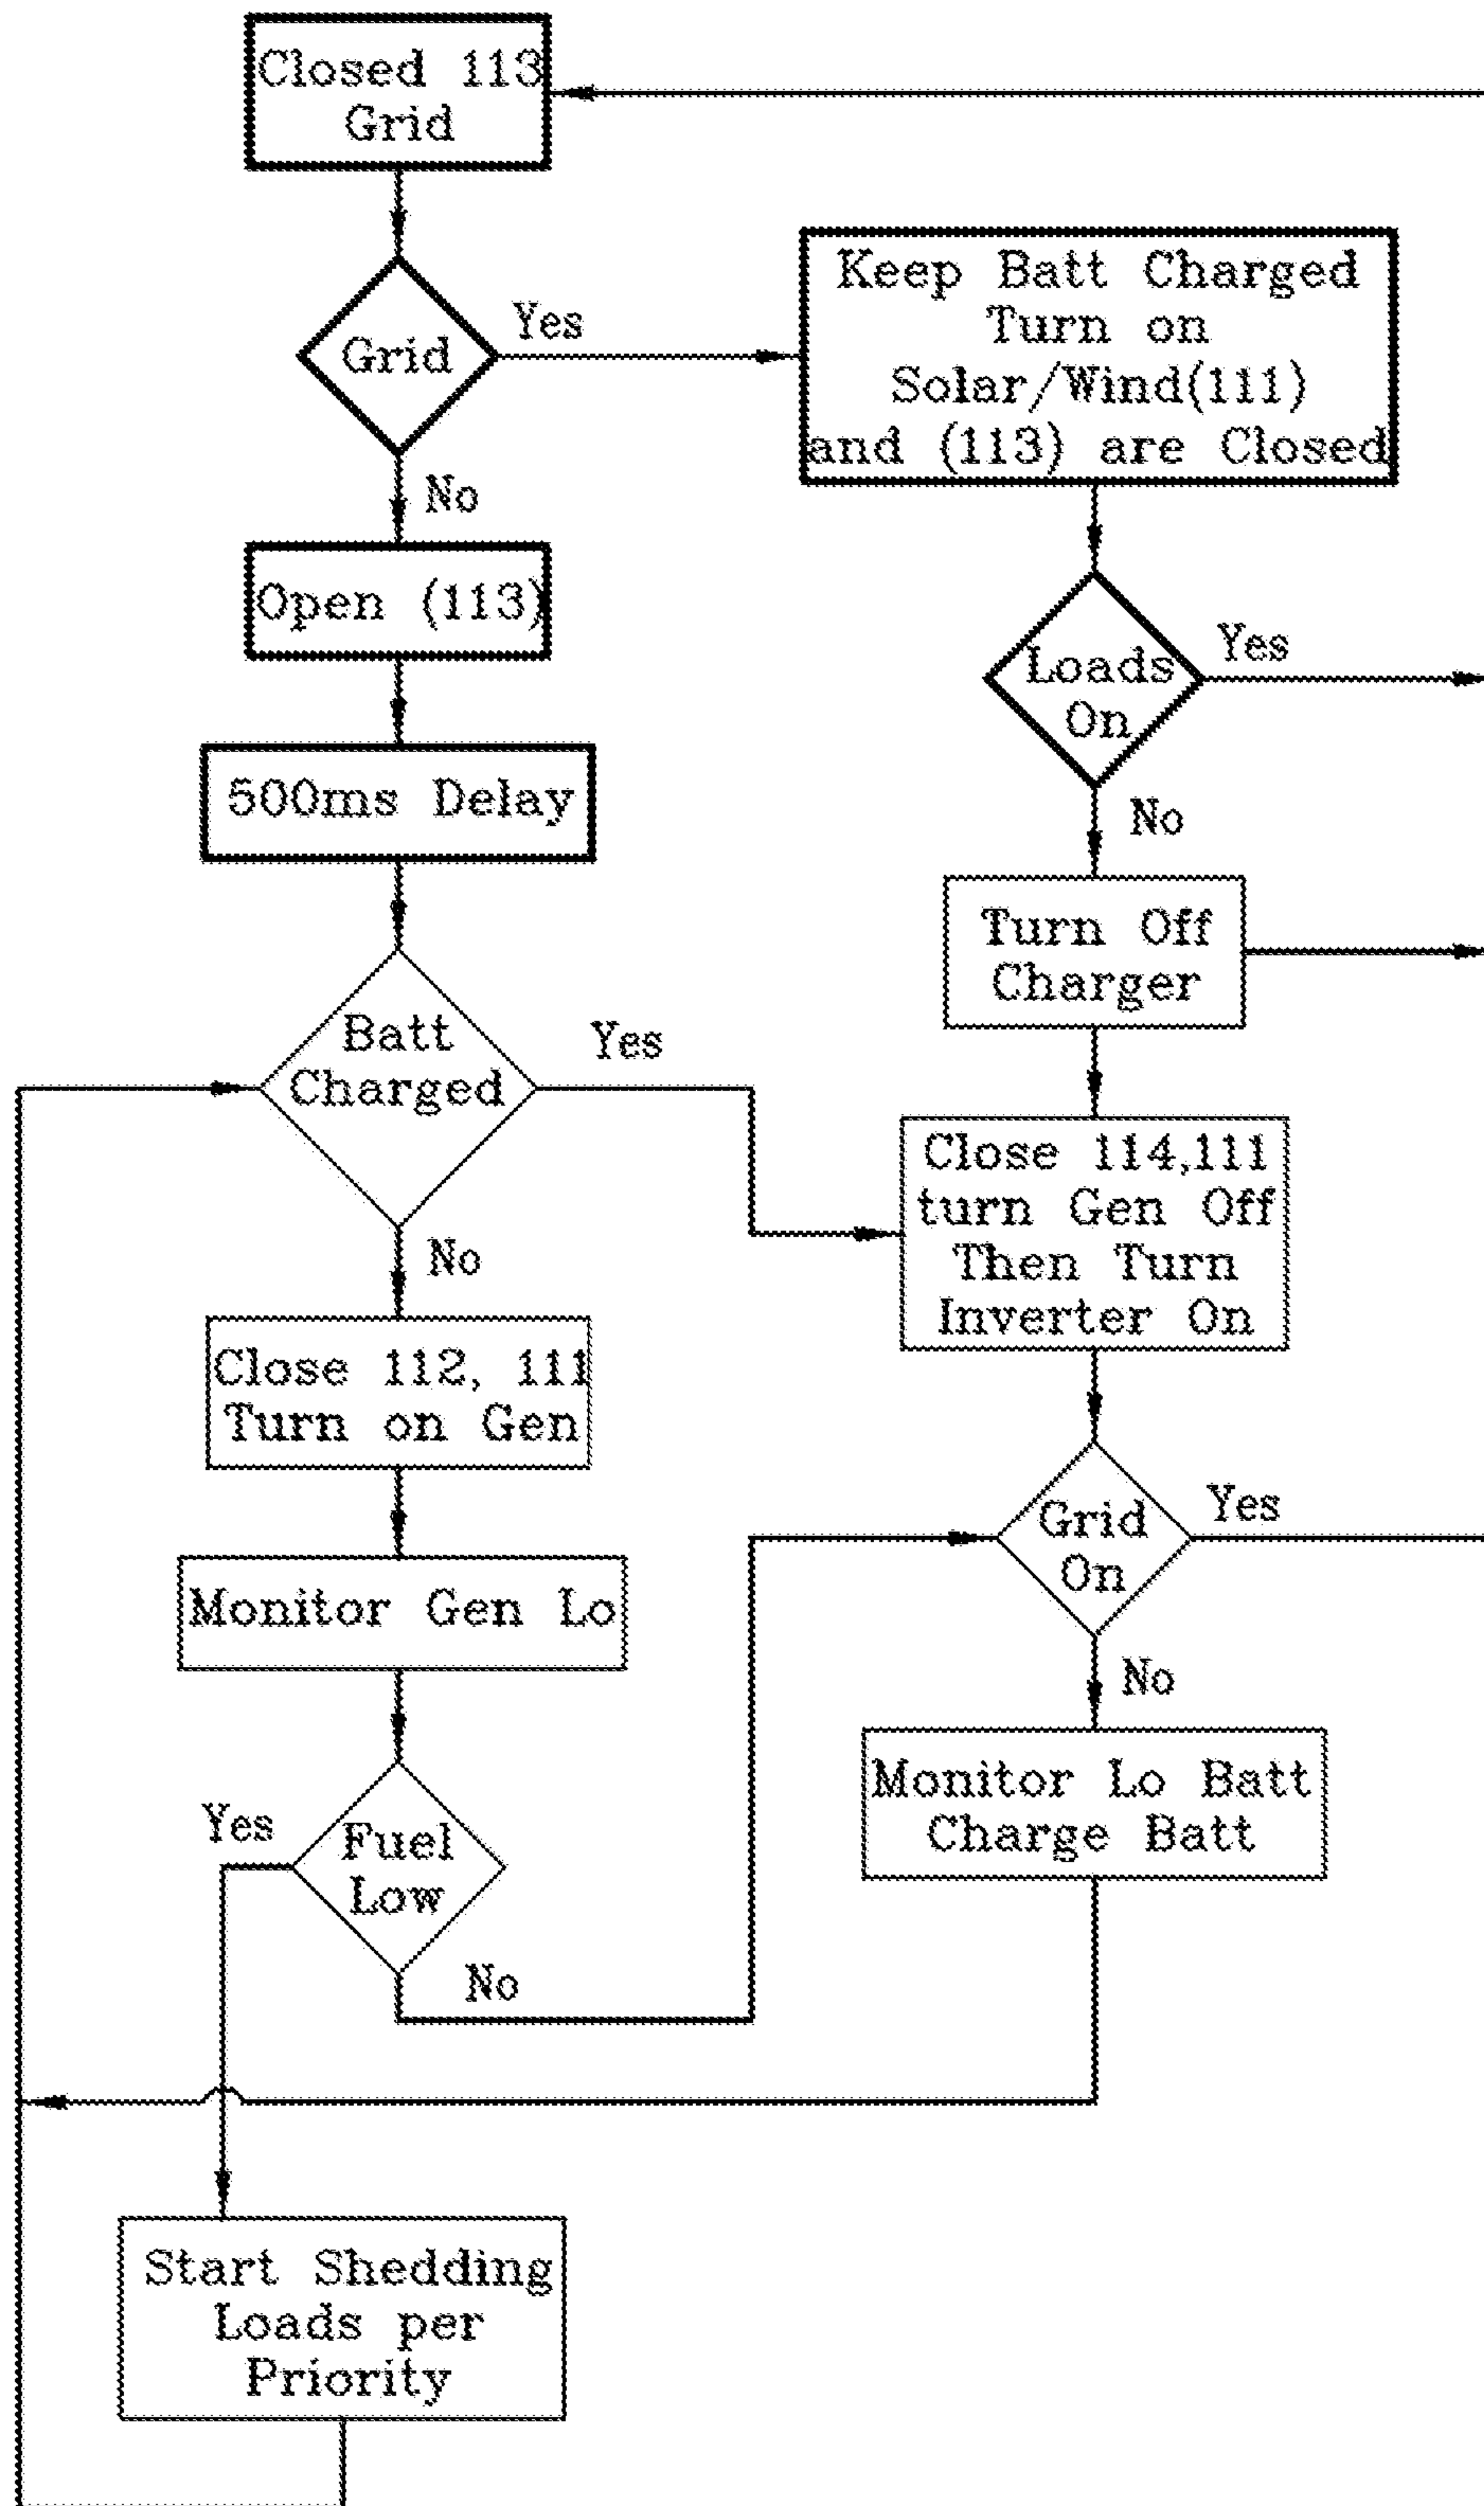 Closed 113
Grid
Grid
Yes
No
Keep Batt Charged
Turn on
Solar/Wind(111)
and (113) are Closed
Open (113)
Loads
On
Yes
No
500ms Delay
Turn Off
Charger
Batt
Charged
Yes
No
Close 114,111
turn Gen Off
Then Turn
Inverter On
Close 112, 111
Turn on Gen
Grid
On
Yes
No
Monitor Gen Lo
Monitor Lo Batt
Charge Batt
Fuel
Low
Yes
No
Start Shedding
Loads per
Priority